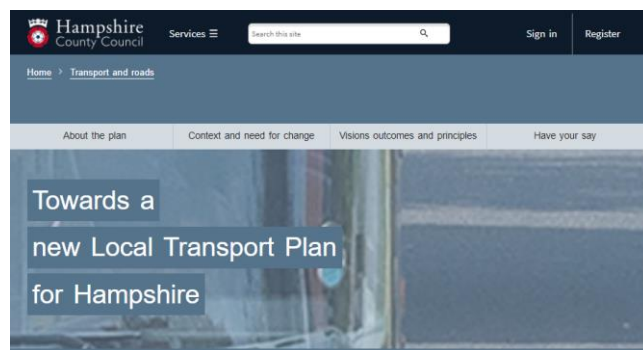 Hampshire
County Council
Services ☰
Search this site
Sign in
Register
Home > Transport and roads
About the plan
Context and need for change
Visions outcomes and principles
Have your say
Towards a
new Local Transport Plan
for Hampshire